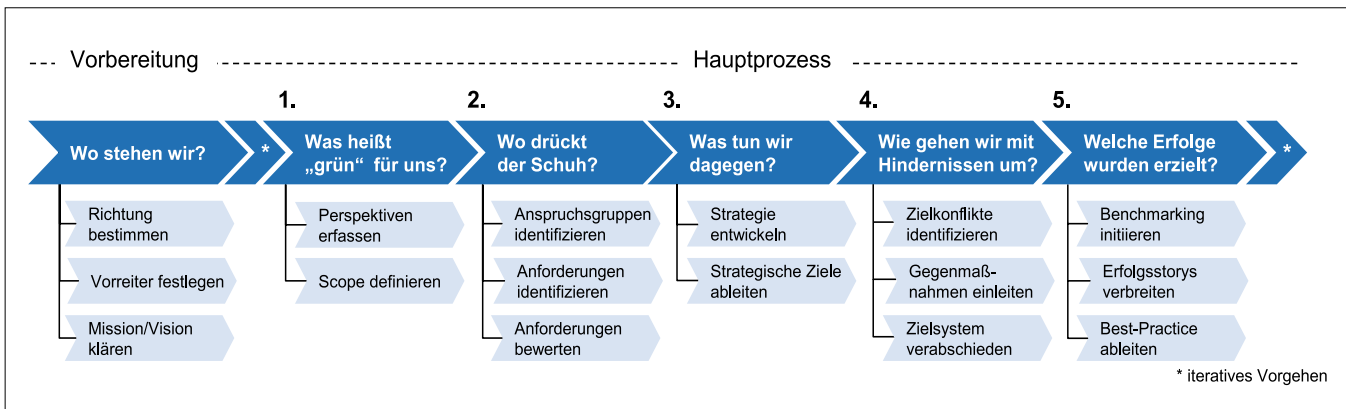 Vorbereitung
Hauptprozess
1.
2.
3.
4.
5.
Wo stehen wir?
*
Was heißt
„grün“ für uns?
Wo drückt
der Schuh?
Was tun wir
dagegen?
Wie gehen wir mit
Hindernissen um?
Welche Erfolge
wurden erzielt?
*
Richtung
bestimmen
Vorreiter festlegen
Mission/Vision
klären
Perspektiven
erfassen
Scope definieren
Anspruchsgruppen
identifizieren
Anforderungen
identifizieren
Anforderungen
bewerten
Strategie
entwickeln
Strategische Ziele
ableiten
Zielkonflikte
identifizieren
Gegenmaß-
nahmen einleiten
Zielsystem
verabschieden
Benchmarking
initiieren
Erfolgsstorys
verbreiten
Best-Practice
ableiten
* iteratives Vorgehen